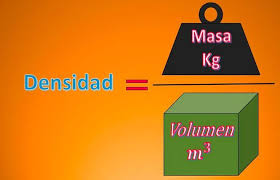 Masa
Kg
Densidad =
Volumen
m³